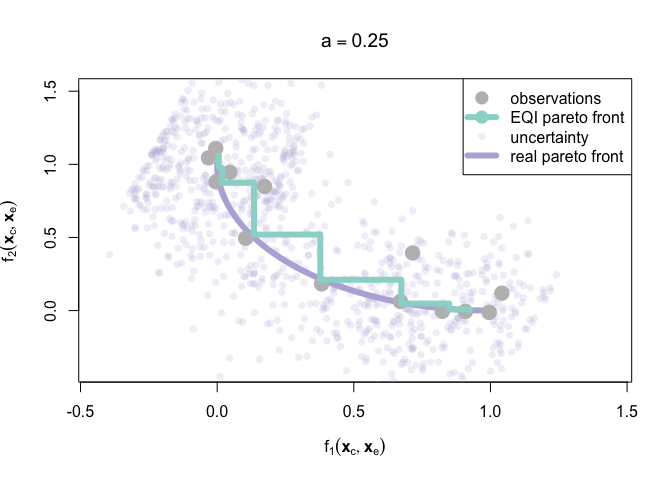 a = 0.25
observations
EQI pareto front
uncertainty
real pareto front
1.5
1.0
0.5
0.0
f₂(xc, xe)
-0.5
0.0
0.5
1.0
1.5
f₁(xc, xe)